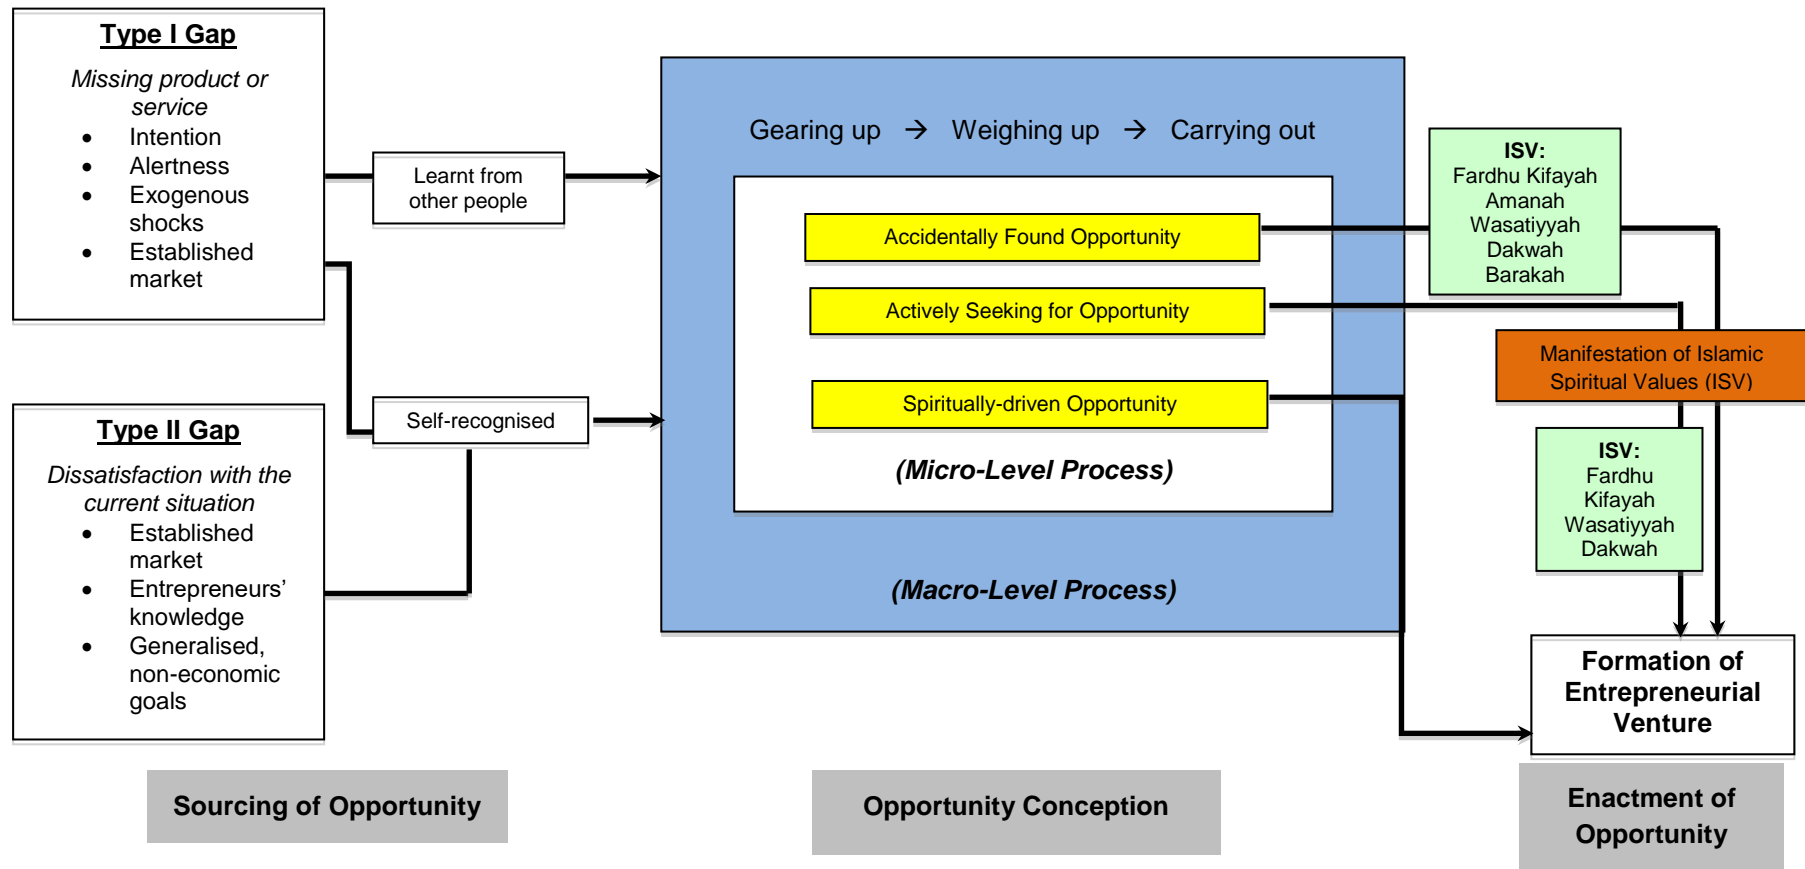 Type I Gap
Missing product or
service
• Intention
• Alertness
• Exogenous
shocks
• Established
market
Type II Gap
Dissatisfaction with the
current situation
• Established
market
• Entrepreneurs’
knowledge
• Generalised,
non-economic
goals
Learnt from
other people
Self-recognised
Gearing up → Weighing up → Carrying out
Accidentally Found Opportunity
Actively Seeking for Opportunity
Spiritually-driven Opportunity
(Micro-Level Process)
(Macro-Level Process)
ISV:
Fardhu Kifayah
Amanah
Wasatiyyah
Dakwah
Barakah
Manifestation of Islamic
Spiritual Values (ISV)
ISV:
Fardhu
Kifayah
Wasatiyyah
Dakwah
Formation of
Entrepreneurial
Venture
Sourcing of Opportunity
Opportunity Conception
Enactment of
Opportunity